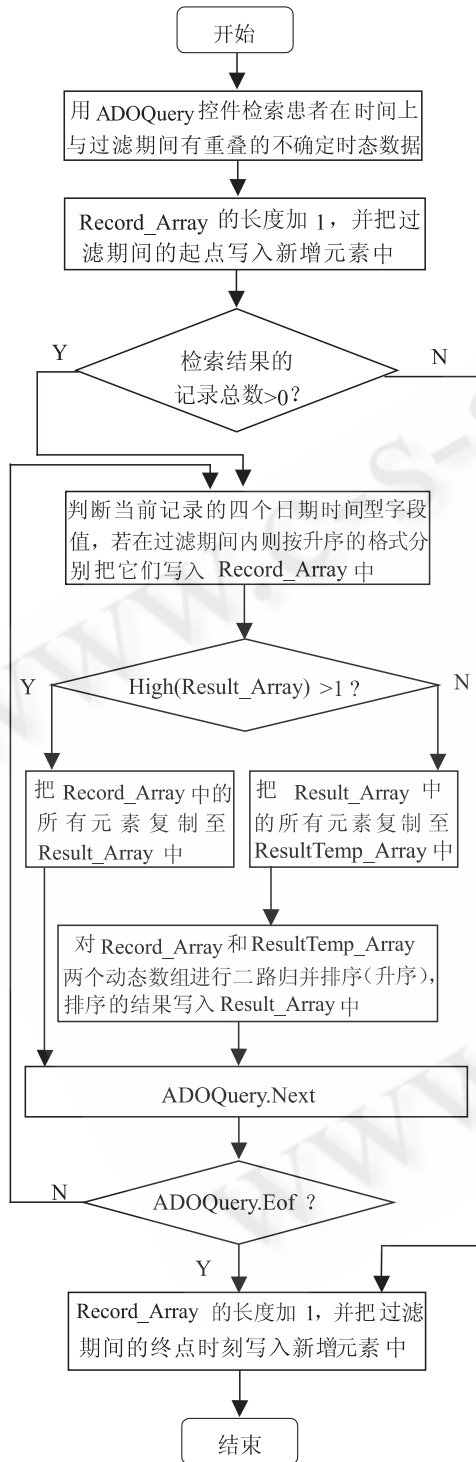 开始
用 ADOQuery 控件检索患者在时间上
与过滤期间有重叠的不确定时态数据
Record_Array 的长度加 1，并把过
滤期间的起点写入新增元素中
Y
N
检索结果的
记录总数>0?
判断当前记录的四个日期时间型字段
值，若在过滤期间内则按升序的格式分
别把它们写入 Record_Array 中
Y
High(Result_Array) >1 ?
N
把 Record_Array 中的
所有元素复制至
Result_Array 中
把 Result_Array 中
的所有元素复制至
ResultTemp_Array 中
对 Record_Array 和 ResultTemp_Array
两个动态数组进行二路归并排序(升序)，
排序的结果写入 Result_Array 中
ADOQuery.Next
N
ADOQuery.Eof ?
Y
Record_Array 的长度加 1，并把过滤
期间的终点时刻写入新增元素中
结束